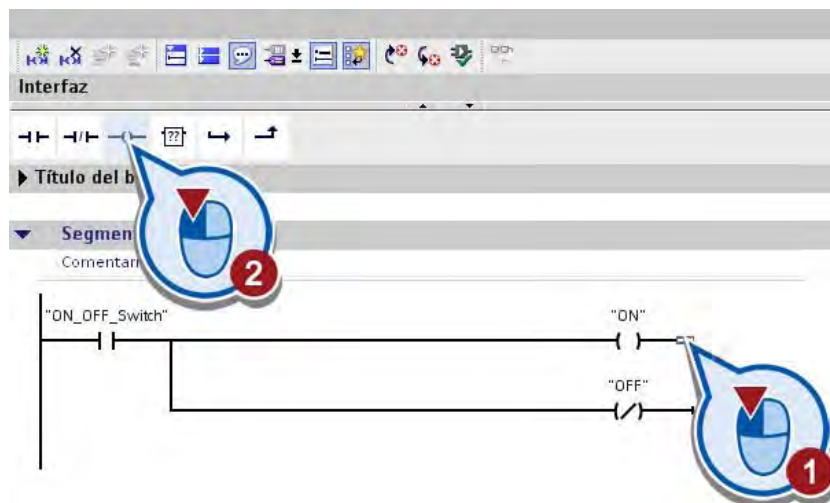 Interfaz
??
Título del b
Segmen
Comentar
2
"ON_OFF_Switch"
"ON"
"OFF"
1